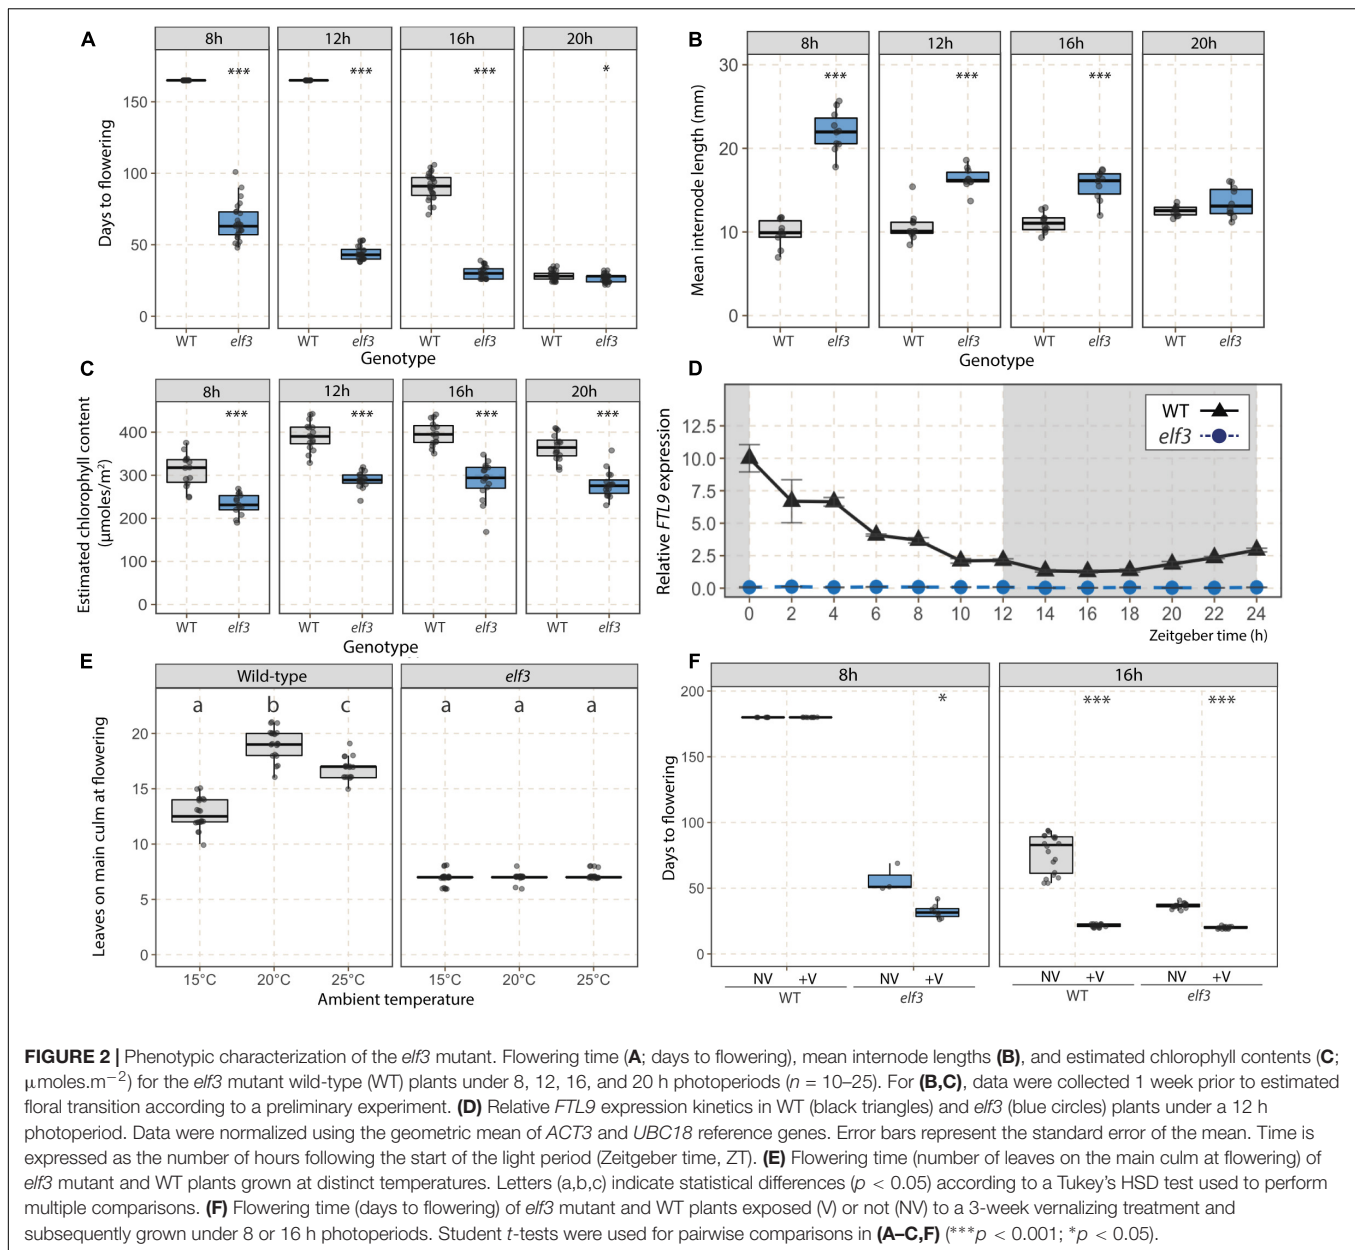 A
8h
12h
16h
20h
***
***
***
*
Days to flowering
150
100
50
0
WT elf3 WT elf3 WT elf3 WT elf3
Genotype
B
8h
12h
16h
20h
***
***
***
Mean internode length (mm)
30
20
10
0
WT elf3 WT elf3 WT elf3 WT elf3
Genotype
C
8h
12h
16h
20h
***
***
***
***
Estimated chlorophyll content
(µmoles/m²)
400
300
200
100
0
WT elf3 WT elf3 WT elf3 WT elf3
Genotype
D
WT
elf3
Relative FTL9 expression
12.5
10.0
7.5
5.0
2.5
0.0
0 2 4 6 8 10 12 14 16 18 20 22 24
Zeitgeber time (h)
E
Wild-type
elf3
a b c a a a
Leaves on main culm at flowering
20
15
10
5
0
15°C 20°C 25°C 15°C 20°C 25°C
Ambient temperature
F
8h
16h
*
***
***
Days to flowering
200
150
100
50
0
NV +V NV +V NV +V NV +V
WT elf3 WT elf3
FIGURE 2 | Phenotypic characterization of the elf3 mutant. Flowering time (A; days to flowering), mean internode lengths (B), and estimated chlorophyll contents (C;
µmoles.m−2) for the elf3 mutant wild-type (WT) plants under 8, 12, 16, and 20 h photoperiods (n = 10–25). For (B,C), data were collected 1 week prior to estimated
floral transition according to a preliminary experiment. (D) Relative FTL9 expression kinetics in WT (black triangles) and elf3 (blue circles) plants under a 12 h
photoperiod. Data were normalized using the geometric mean of ACT3 and UBC18 reference genes. Error bars represent the standard error of the mean. Time is
expressed as the number of hours following the start of the light period (Zeitgeber time, ZT). (E) Flowering time (number of leaves on the main culm at flowering) of
elf3 mutant and WT plants grown at distinct temperatures. Letters (a,b,c) indicate statistical differences (p < 0.05) according to a Tukey's HSD test used to perform
multiple comparisons. (F) Flowering time (days to flowering) of elf3 mutant and WT plants exposed (V) or not (NV) to a 3-week vernalizing treatment and
subsequently grown under 8 or 16 h photoperiods. Student t-tests were used for pairwise comparisons in (A–C,F) (***p < 0.001; *p < 0.05).